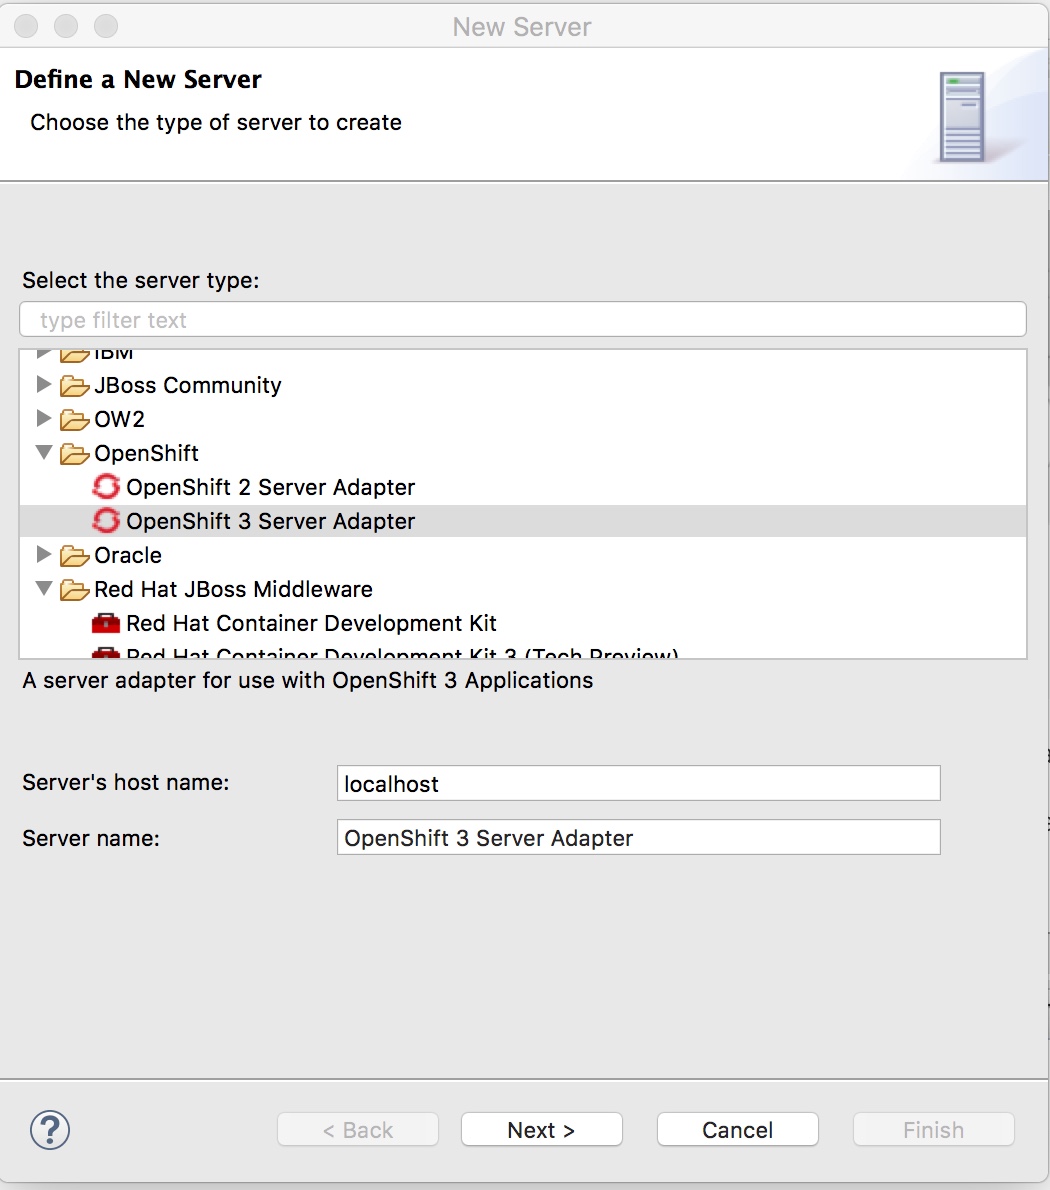 New Server
Define a New Server
Choose the type of server to create
Select the server type:
type filter text
IBM
JBoss Community
OW2
OpenShift
OpenShift 2 Server Adapter
OpenShift 3 Server Adapter
Oracle
Red Hat JBoss Middleware
Red Hat Container Development Kit
Red Hat Container Development Kit 3 (Tech Preview)
A server adapter for use with OpenShift 3 Applications
Server's host name: localhost
Server name: OpenShift 3 Server Adapter
? < Back Next > Cancel Finish